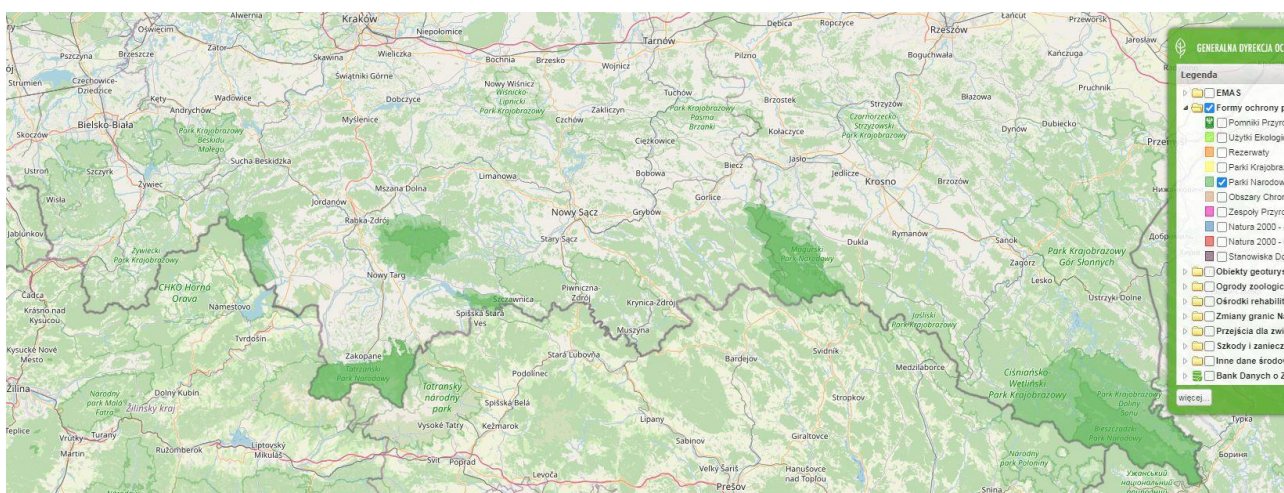 Oświęcim
Alwernia
Kraków
Niepołomice
Dębica
Ropczyce
Łańcut
Przeworsk
Tarnów
Rzeszów
Jarosław
Pszczyna
Brzeszcze
Zator
Skawina
Wieliczka
Bochnia
Brzesko
Wojnicz
Pilzno
Boguchwała
Kańczuga
Strumień
Czechowice-
Dziedzice
Kęty
Andrychów
Wadowice
Świątniki Górne
Dobczyce
Nowy Wiśnicz
Wiśnicko-
Lipnicki
Park Krajobrazowy
Zakliczyn
Tuchów
Park Krajobrazowy
Pasma
Brzanki
Brzostek
Strzyżów
Błażowa
Pruchnik
Skoczów
Bielsko-Biała
Park Krajobrazowy
Beskidu
Małego
Myślenice
Czchów
Ciężkowice
Kołaczyce
Czarnorzecko
Strzyżowski
Park Krajobrazowy
Dynów
Dubiecko
Ustroń
Szczyrk
Żywiec
Sucha Beskidzka
Limanowa
Bobowa
Biecz
Jasło
Jedlicze
Krosno
Brzozów
Wisła
Jordanów
Mszana Dolna
Rabka-Zdrój
Nowy Sącz
Grybów
Gorlice
Jablunkov
Żywiecki
Park Krajobrazowy
Stary Sącz
Magurski
Park Narodowy
Dukla
Rymanów
Sanok
Zagórz
Park Krajobrazowy
Gór Słonnych
Čadca
CHKO Horná
Orava
Nowy Targ
Szczawnica
Piwniczna-
Zdrój
Krynica-Zdrój
Lesko
Ustrzyki Dolne
Krásno nad
Kysucou
Námestovo
Spišská Stará
Ves
Muszyna
Jaśliski
Park Krajobrazowy
Kysucké Nové
Mesto
Tvrdošín
Zakopane
Tatrzański
Park Narodowy
Stará Ľubovňa
Bardejov
Svidník
Medzilaborce
Ciśniańsko
Wetliński
Park Krajobrazowy
Žilina
Národný
park Malá
Fatra
Dolný Kubín
Žilinský kraj
Tatranský
národný
park
Podolínec
Spišská Belá
Stropkov
Park Krajobrazowy
Doliny
Sanu
Bieszczadzki
Park Narodowy
Teplice
Vrútky
Turany
Martin
Ružomberok
Liptovský
Mikuláš
Vysoké Tatry
Kežmarok
Lipany
Sabinov
Giraltovce
Národný
park Poloniny
Турка
Бориня
Svit
Poprad
Levoča
Veľký Šariš
Prešov
Hanušovce
nad Topľou
Snina
Ужанський
національний
GENERALNA DYREKCJA OC
Legenda
EMAS
Formy ochrony p
Pomniki Przyro
Użytki Ekologic
Rezerwaty
Parki Krajobra
Parki Narodow
Obszary Chron
Zespoły Przyro
Natura 2000 -
Natura 2000 -
Stanowiska Do
Obiekty geotury
Ogrody zoologic
Ośrodki rehabilit
Zmiany granic Na
Przejścia dla zwi
Szkody i zaniecz
Inne dane środo
Bank Danych o Z
więcej...